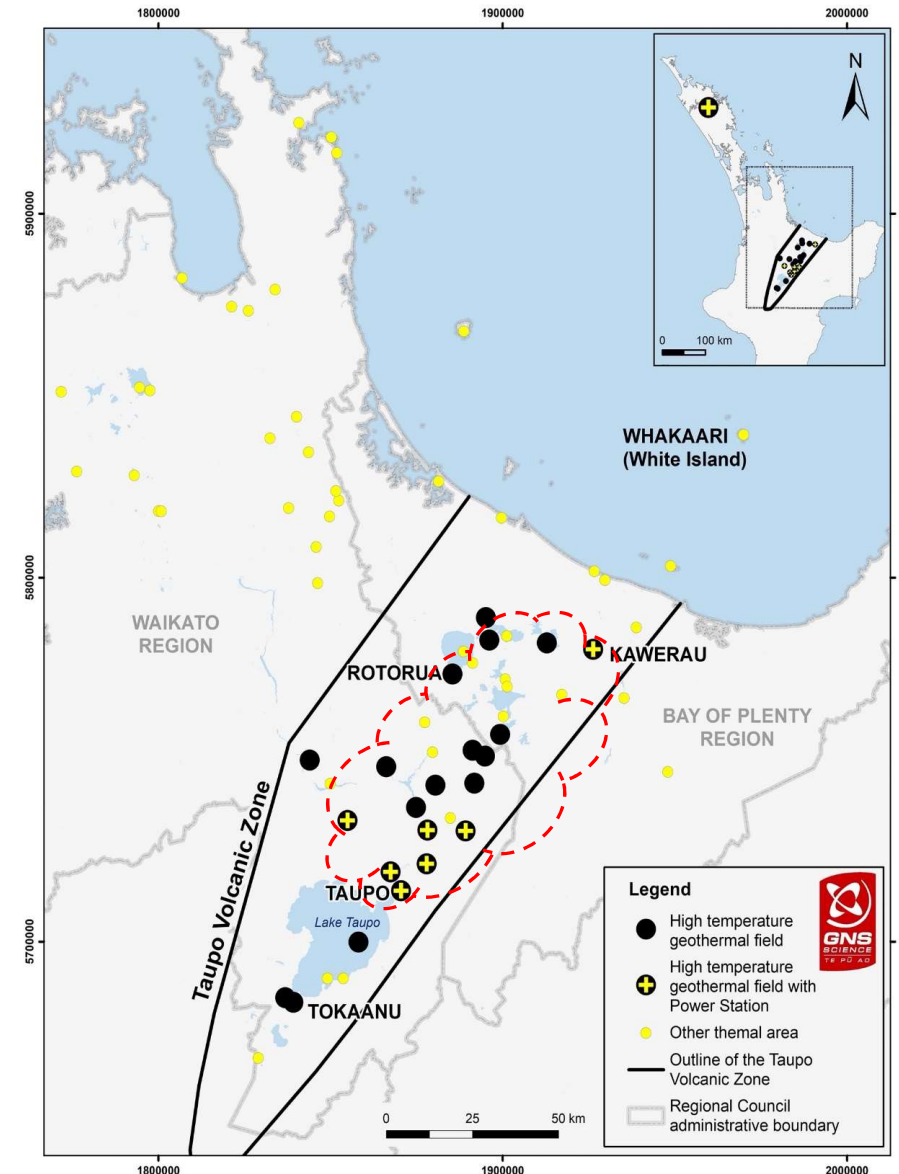 1800000
1900000
2000000
N
0 100 km
5900000
5800000
5700000
WHAKAARI
(White Island)
WAIKATO
REGION
ROTORUA
KAWERAU
BAY OF PLENTY
REGION
Taupo Volcanic Zone
TAUPO
Lake Taupo
TOKAANU
0 25 50 km
Legend
High temperature
geothermal field
High temperature
geothermal field with
Power Station
Other themal area
Outline of the Taupo
Volcanic Zone
Regional Council
administrative boundary
GNS
SCIENCE
TE PŪ AO
1800000
1900000
2000000